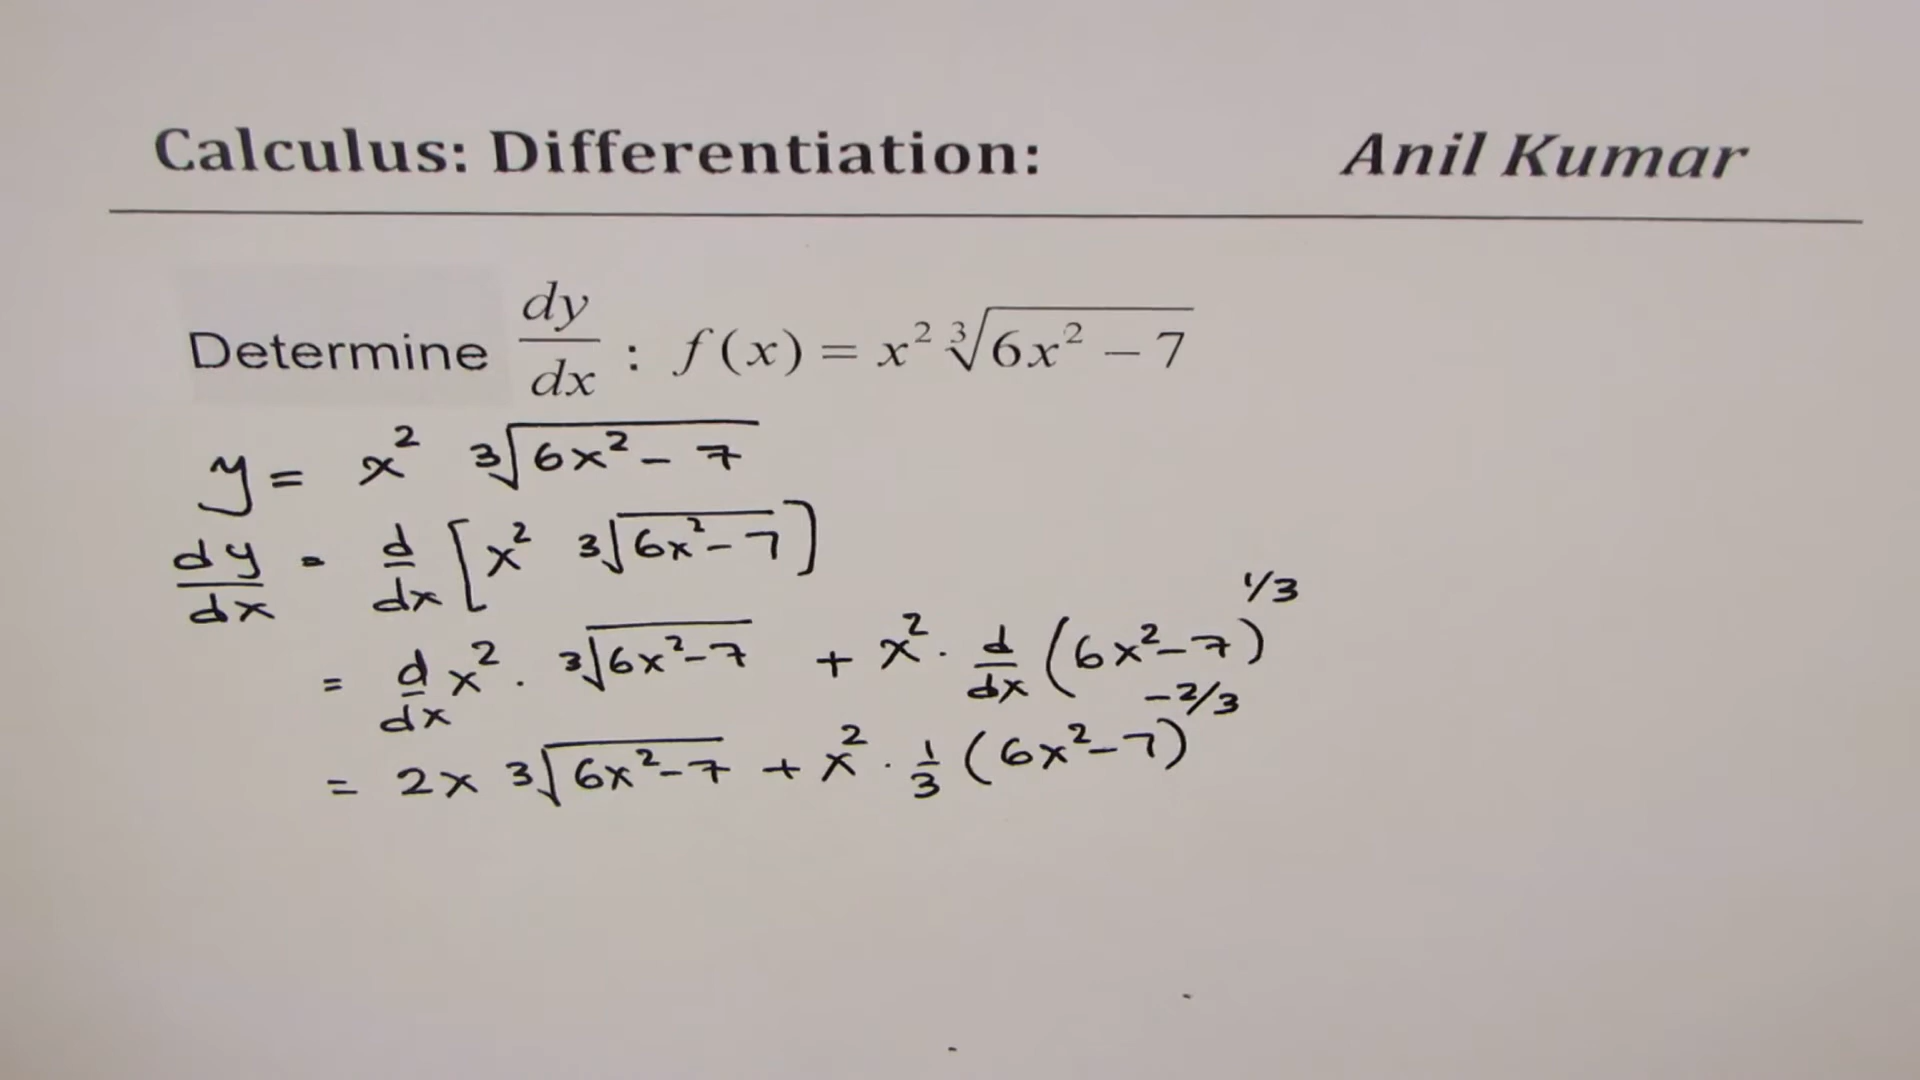 Calculus: Differentiation: Anil Kumar
Determine dy/dx : f(x) = x² ∛(6x² − 7)
y = x² ∛(6x² − 7)
dy/dx = d/dx [x² ∛(6x² − 7)]
= d/dx x² · ∛(6x² − 7) + x² · d/dx (6x² − 7)^1/3
= 2x ∛(6x² − 7) + x² · 1/3 (6x² − 7)^−2/3